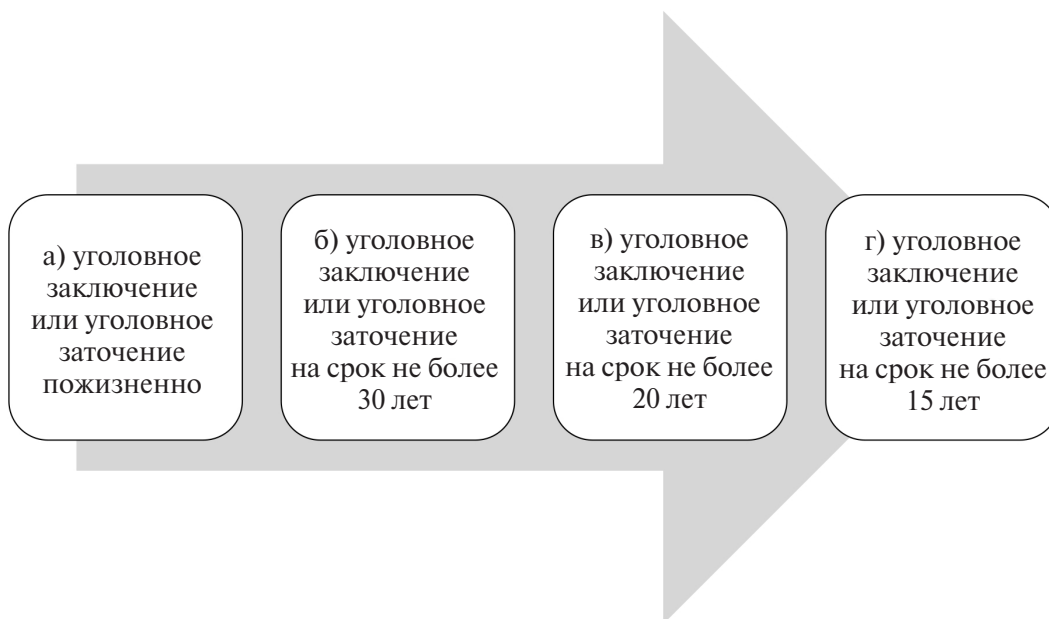 а) уголовное
заключение
или уголовное
заточение
пожизненно
б) уголовное
заключение
или уголовное
заточение
на срок не более
30 лет
в) уголовное
заключение
или уголовное
заточение
на срок не более
20 лет
г) уголовное
заключение
или уголовное
заточение
на срок не более
15 лет